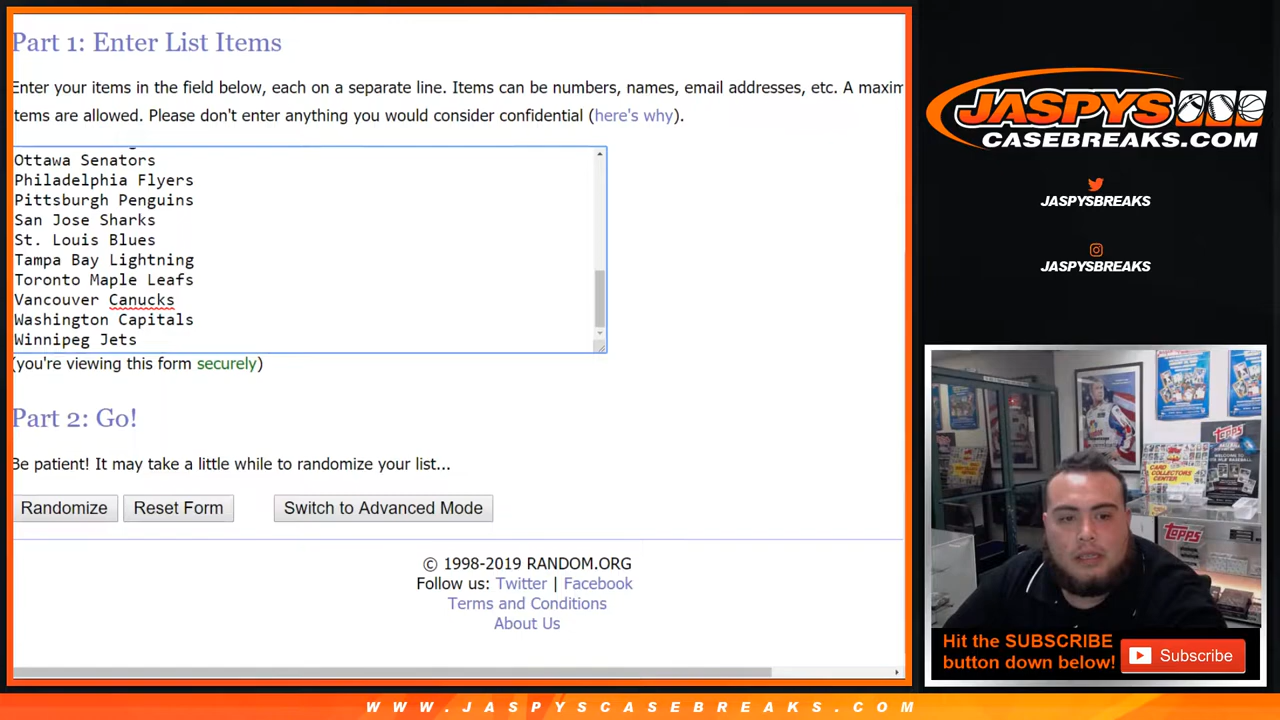 Part 1: Enter List Items
Enter your items in the field below, each on a separate line. Items can be numbers, names, email addresses, etc. A maxim
tems are allowed. Please don't enter anything you would consider confidential (here's why).
Ottawa Senators
Philadelphia Flyers
Pittsburgh Penguins
San Jose Sharks
St. Louis Blues
Tampa Bay Lightning
Toronto Maple Leafs
Vancouver Canucks
Washington Capitals
Winnipeg Jets
(you're viewing this form securely)
Part 2: Go!
Be patient! It may take a little while to randomize your list...
Randomize
Reset Form
Switch to Advanced Mode
© 1998-2019 RANDOM.ORG
Follow us: Twitter | Facebook
Terms and Conditions
About Us
JASPYS
CASEBREAKS.COM
JASPYSBREAKS
JASPYSBREAKS
Topps
CARD
COLLECTORS
CENTER
Topps
Hit the SUBSCRIBE
button down below!
Subscribe
WWW.JASPYSCASEBREAKS.COM